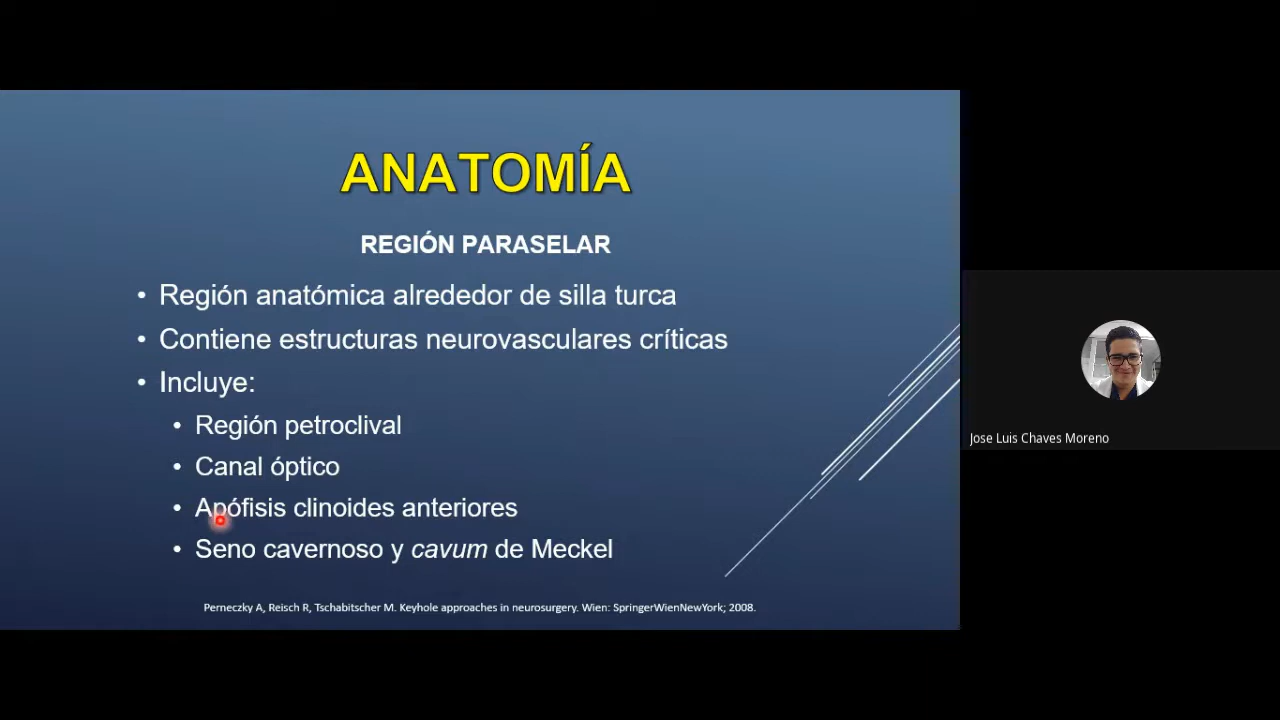 ANATOMÍA
REGIÓN PARASELAR
• Región anatómica alrededor de silla turca
• Contiene estructuras neurovasculares críticas
• Incluye:
• Región petroclival
• Canal óptico
• Apófisis clinoides anteriores
• Seno cavernoso y cavum de Meckel
Perneczky A, Reisch R, Tschabitscher M. Keyhole approaches in neurosurgery. Wien: SpringerWienNewYork; 2008.
Jose Luis Chaves Moreno